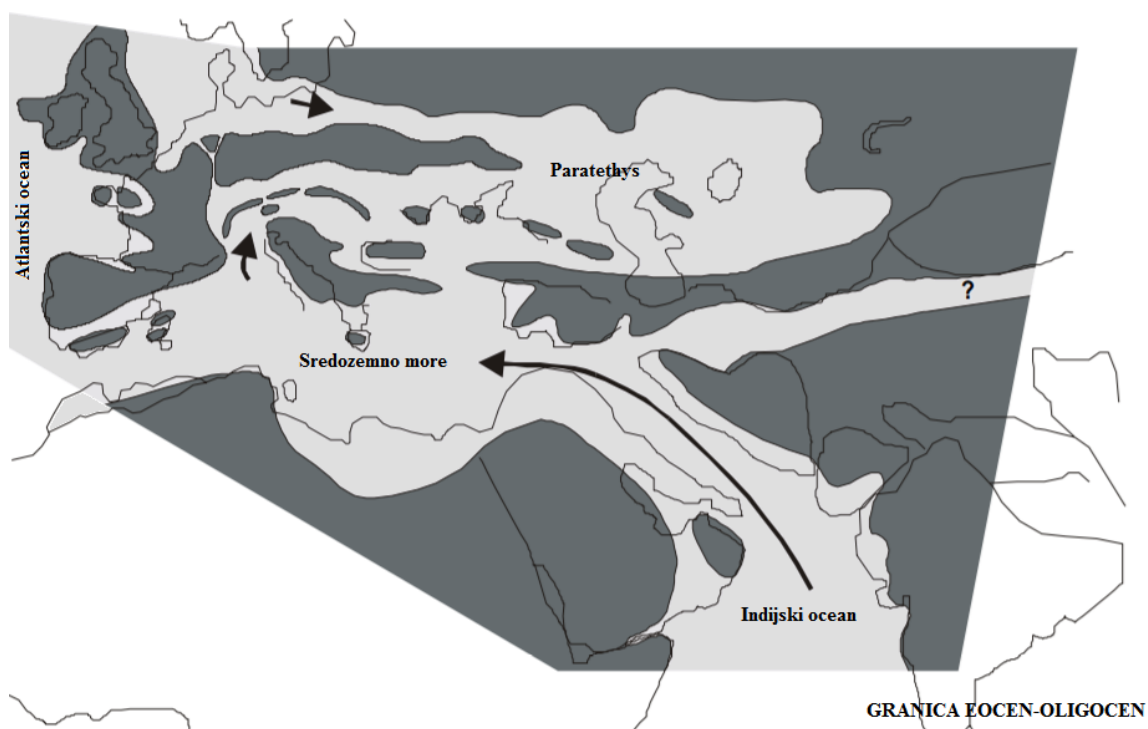 Atlantski ocean
Paratethys
?
Sredozemno more
Indijski ocean
GRANICA EOCEN-OLIGOCEN